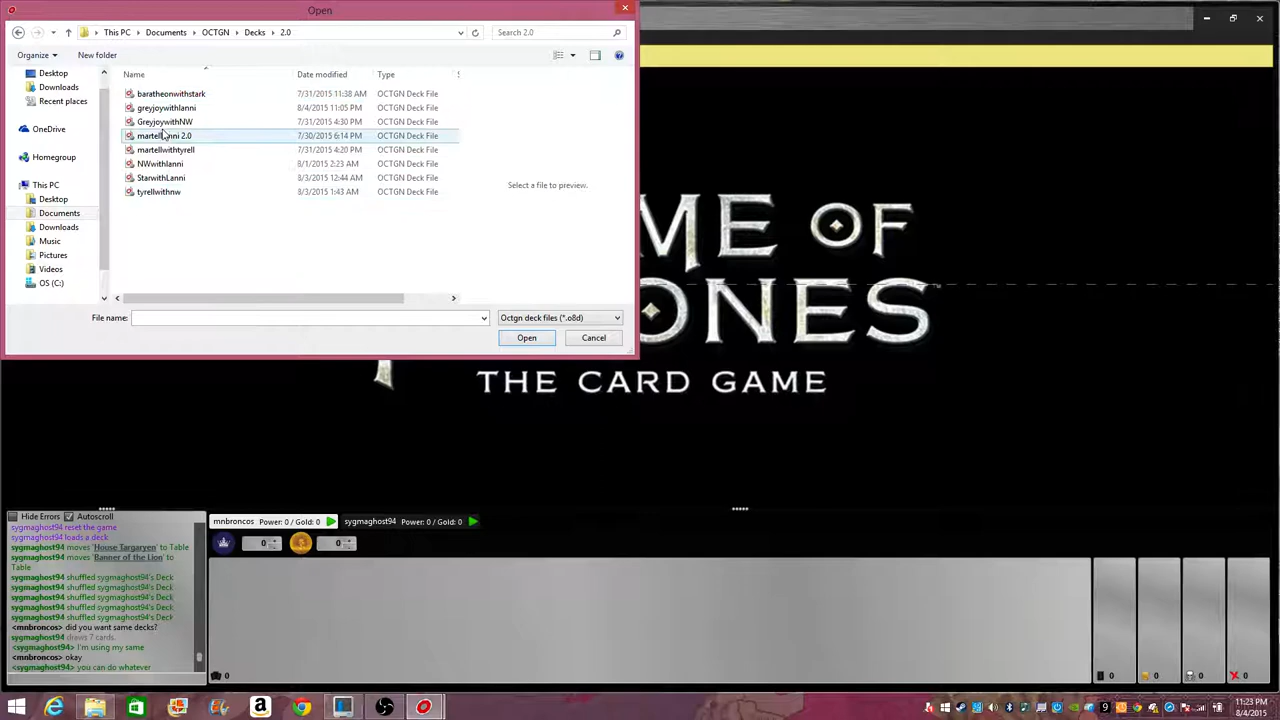 Open
This PC
Documents
OCTGN
Decks
2.0
Search 2.0
Organize
New folder
Name
Date modified
Type
S
Desktop
Downloads
Recent places
OneDrive
Homegroup
This PC
Desktop
Documents
Downloads
Music
Pictures
Videos
OS (C:)
baratheonwithstark 7/31/2015 11:38 AM OCTGN Deck File
greyjoywithlanni 8/4/2015 11:05 PM OCTGN Deck File
GreyjoywithNW 7/31/2015 4:30 PM OCTGN Deck File
2.0 7/30/2015 6:14 PM OCTGN Deck File
martellwithtyrell 7/31/2015 4:20 PM OCTGN Deck File
NWwithlanni 8/1/2015 2:23 AM OCTGN Deck File
StarwithLanni 8/3/2015 12:44 AM OCTGN Deck File
tyrellwithnw 8/3/2015 1:43 AM OCTGN Deck File
Select a file to preview.
File name:
Octgn deck files (*.o8d)
Open
Cancel
ME OF
ONES
THE CARD GAME
Hide Errors
Autoscroll
sygmaghost94 reset the game
sygmaghost94 loads a deck
sygmaghost94 moves 'House Targaryen' to Table
sygmaghost94 moves 'Banner of the Lion' to
Table
sygmaghost94 shuffled sygmaghost94's Deck
sygmaghost94 shuffled sygmaghost94's Deck
sygmaghost94 shuffled sygmaghost94's Deck
sygmaghost94 shuffled sygmaghost94's Deck
<mnbroncos> did you want same decks?
sygmaghost94 draws 7 cards.
<sygmaghost94> I'm using my same
<mnbroncos> okay
<sygmaghost94> you can do whatever
mnbroncos Power: 0 / Gold: 0
sygmaghost94 Power: 0 / Gold: 0
0
0
0
0
0
0
0
11:23 PM
8/4/2015